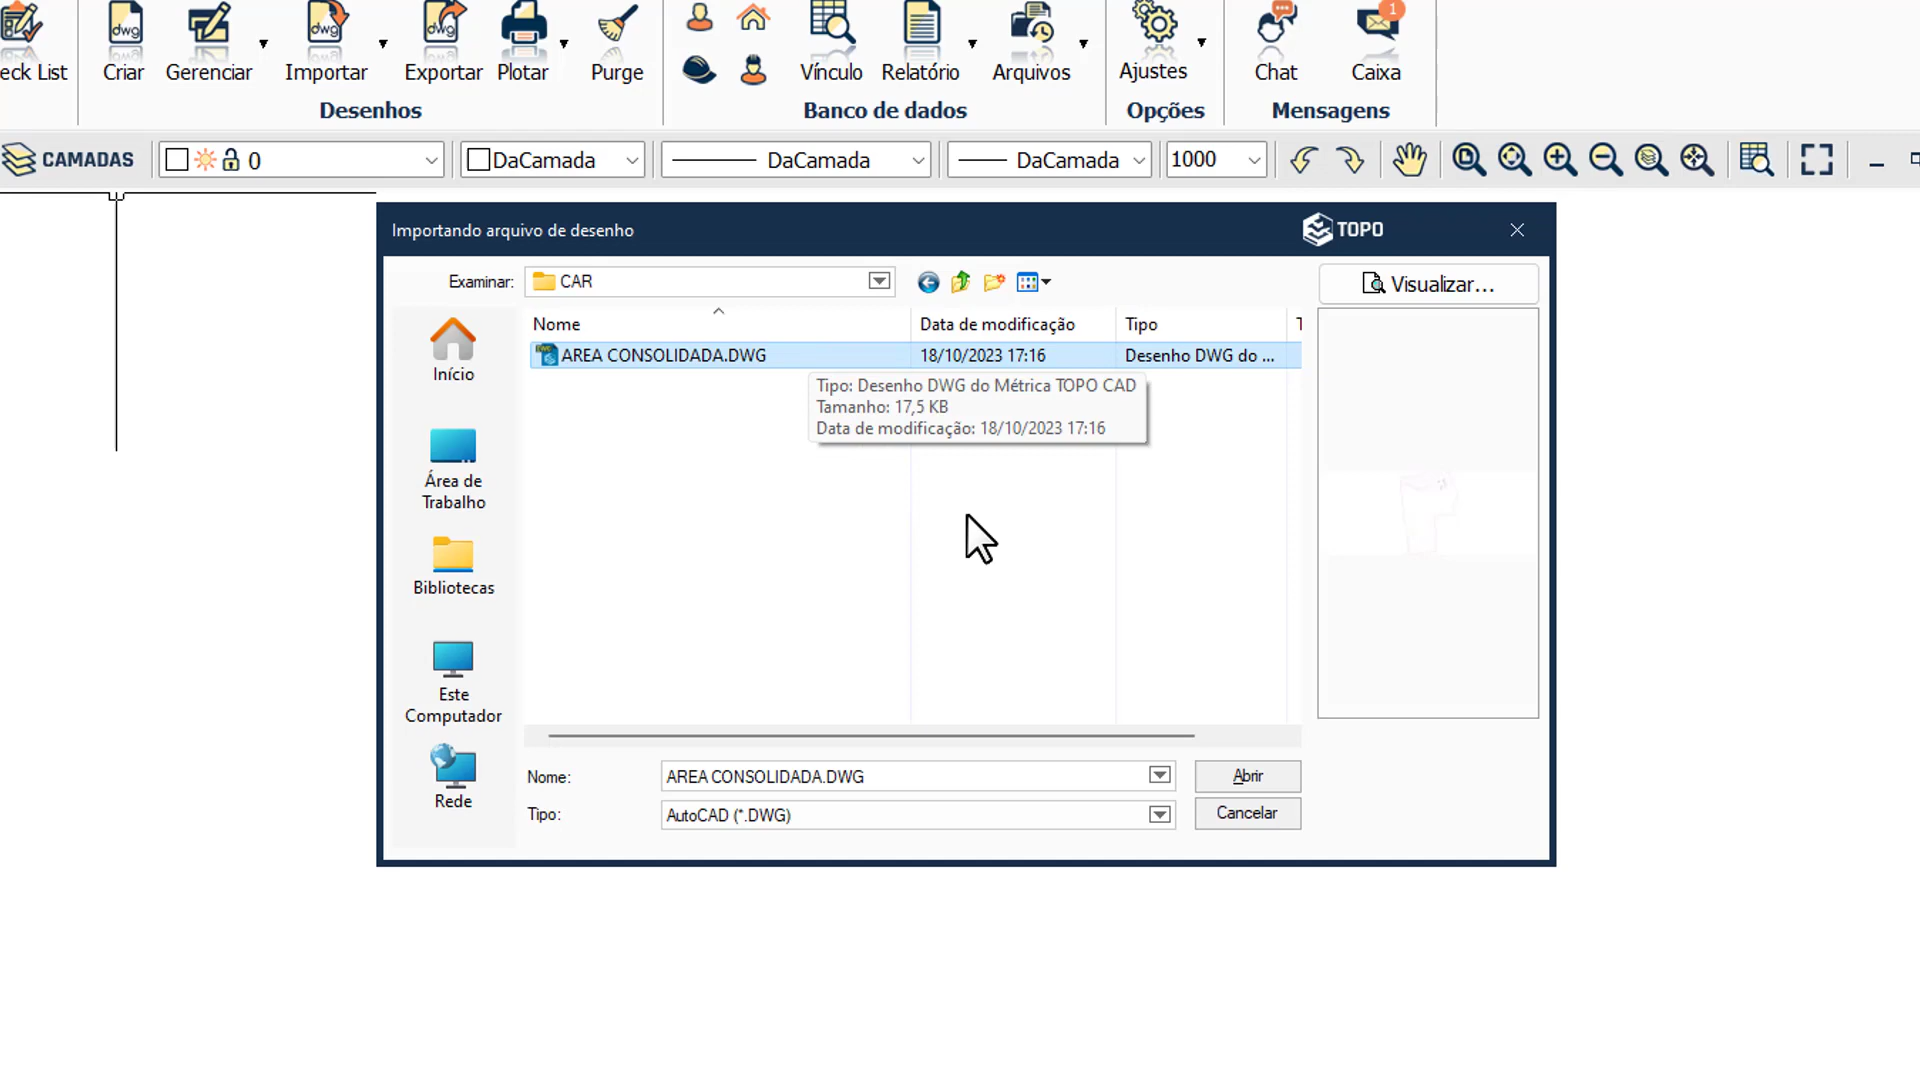 eck List
Criar
Gerenciar
Importar
Exportar
Plotar
Purge
Vínculo
Relatório
Arquivos
Ajustes
Chat
Caixa
1
Desenhos
Banco de dados
Opções
Mensagens
CAMADAS
0
DaCamada
DaCamada
DaCamada
1000
Importando arquivo de desenho
TOPO
Examinar:
CAR
Visualizar...
Nome
Data de modificação
Tipo
T
AREA CONSOLIDADA.DWG
18/10/2023 17:16
Desenho DWG do ...
Tipo: Desenho DWG do Métrica TOPO CAD
Tamanho: 17,5 KB
Data de modificação: 18/10/2023 17:16
Início
Área de
Trabalho
Bibliotecas
Este
Computador
Rede
Nome:
AREA CONSOLIDADA.DWG
Abrir
Tipo:
AutoCAD (*.DWG)
Cancelar
dwg
dwg
dwg